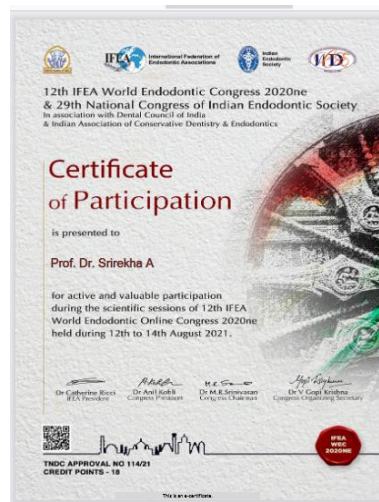 IFEA
International Federation of
Endodontic Associations
Indian
Endodontic
Society
12th IFEA World Endodontic Congress 2020ne
& 29th National Congress of Indian Endodontic Society
In association with Dental Council of India
& Indian Association of Conservative Dentistry & Endodontics
Certificate
of Participation
is presented to
Prof. Dr. Srirekha A
for active and valuable participation
during the scientific sessions of 12th IFEA
World Endodontic Online Congress 2020ne
held during 12th to 14th August 2021.
Dr Catherine Ricci
IFEA President
Dr Anil Kohli
Congress President
Dr M.R.Srinivasan
Congress Chairman
Dr V Gopi Krishna
Congress Organizing Secretary
IFEA
WEC
2020NE
TNDC APPROVAL NO 114/21
CREDIT POINTS - 18
This is an e-certificate.